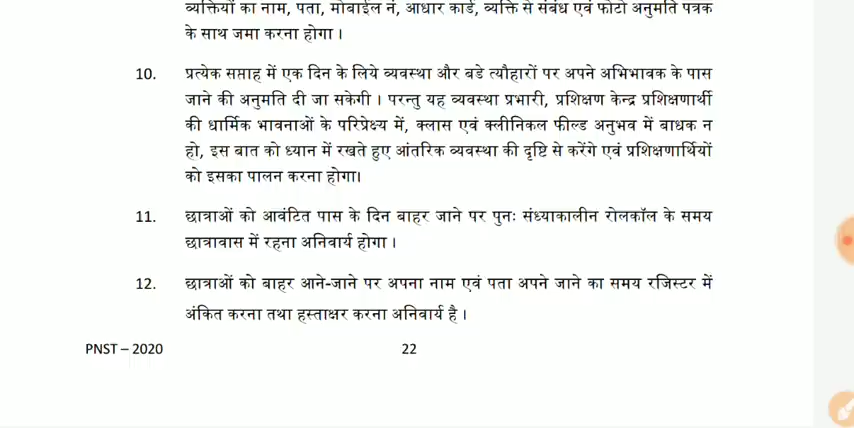 व्यक्तियों का नाम, पता, मोबाईल नं, आधार कार्ड, व्यक्ति से संबंध एवं फोटो अनुमति पत्रक
के साथ जमा करना होगा ।
10. प्रत्येक सप्ताह में एक दिन के लिये व्यवस्था और बडे त्यौहारों पर अपने अभिभावक के पास
जाने की अनुमति दी जा सकेगी । परन्तु यह व्यवस्था प्रभारी, प्रशिक्षण केन्द्र प्रशिक्षणार्थी
की धार्मिक भावनाओं के परिप्रेक्ष्य में, क्लास एवं क्लीनिकल फील्ड अनुभव में बाधक न
हो, इस बात को ध्यान में रखते हुए आंतरिक व्यवस्था की दृष्टि से करेंगे एवं प्रशिक्षणार्थियों
को इसका पालन करना होगा।
11. छात्राओं को आवंटित पास के दिन बाहर जाने पर पुनः संध्याकालीन रोलकॉल के समय
छात्रावास में रहना अनिवार्य होगा ।
12. छात्राओं को बाहर आने-जाने पर अपना नाम एवं पता अपने जाने का समय रजिस्टर में
अंकित करना तथा हस्ताक्षर करना अनिवार्य है ।
PNST – 2020 22